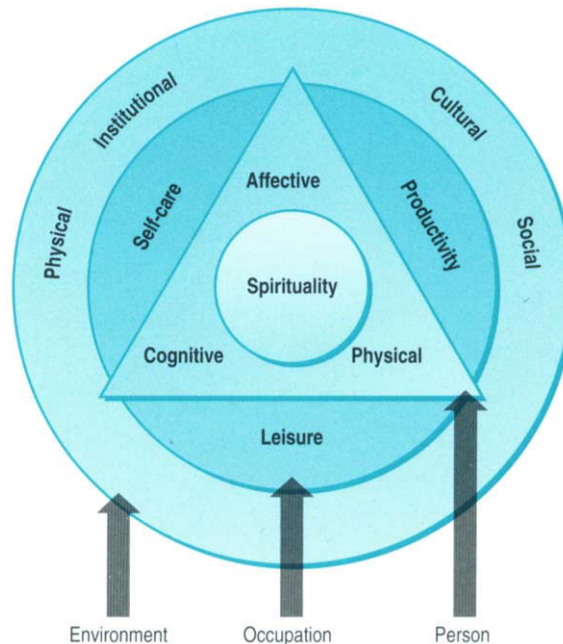 Institutional
Cultural
Physical
Self-care
Affective
Productivity
Social
Spirituality
Cognitive
Physical
Leisure
Environment
Occupation
Person